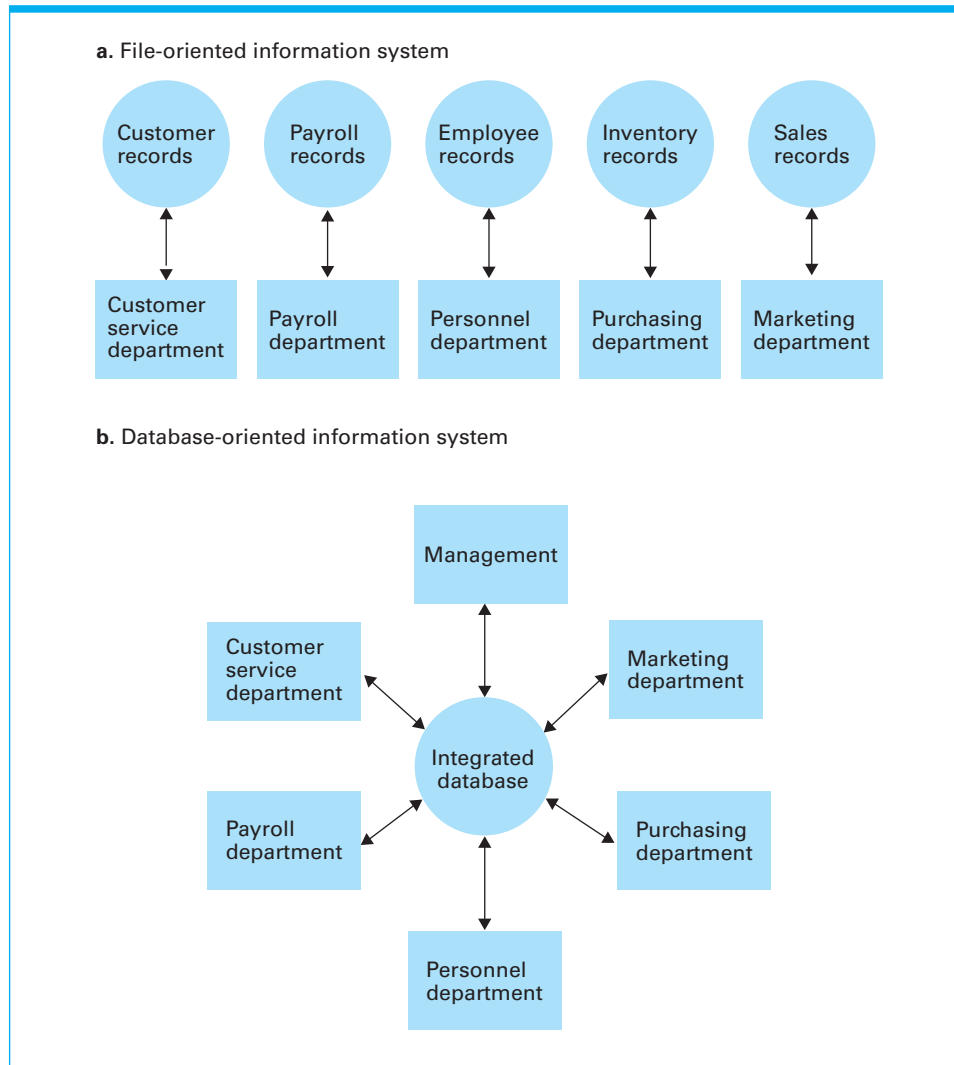 a. File-oriented information system
Customer
records
Payroll
records
Employee
records
Inventory
records
Sales
records
Customer
service
department
Payroll
department
Personnel
department
Purchasing
department
Marketing
department
b. Database-oriented information system
Management
Customer
service
department
Marketing
department
Integrated
database
Payroll
department
Purchasing
department
Personnel
department